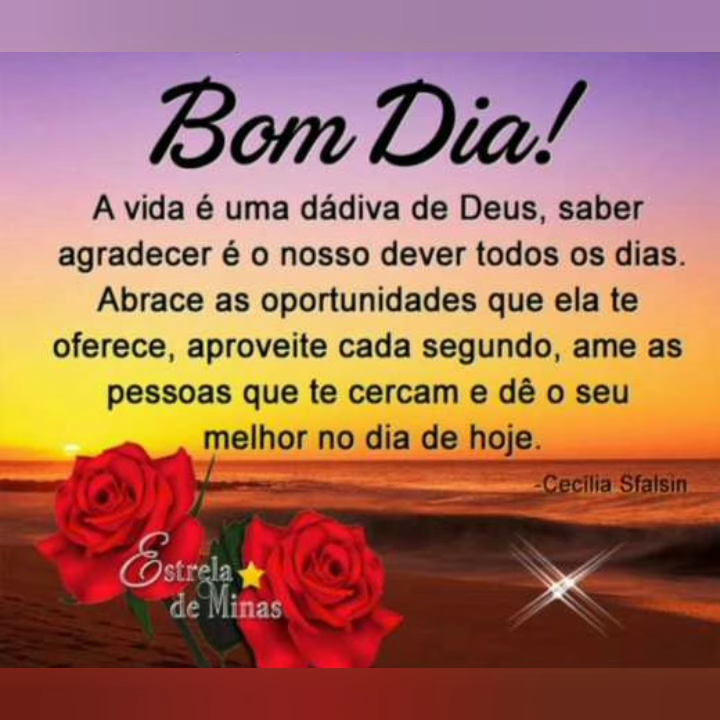 Bom Dia!
A vida é uma dádiva de Deus, saber
agradecer é o nosso dever todos os dias.
Abrace as oportunidades que ela te
oferece, aproveite cada segundo, ame as
pessoas que te cercam e dê o seu
melhor no dia de hoje.
-Cecília Sfalsin
Estrela
de Minas